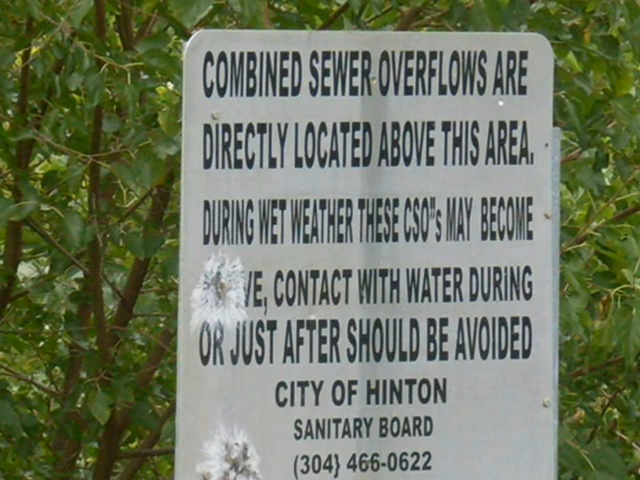 COMBINED SEWER OVERFLOWS ARE
DIRECTLY LOCATED ABOVE THIS AREA.
DURING WET WEATHER THESE CSO"s MAY BECOME
VE, CONTACT WITH WATER DURING
OR JUST AFTER SHOULD BE AVOIDED
CITY OF HINTON
SANITARY BOARD
(304} 466-0622